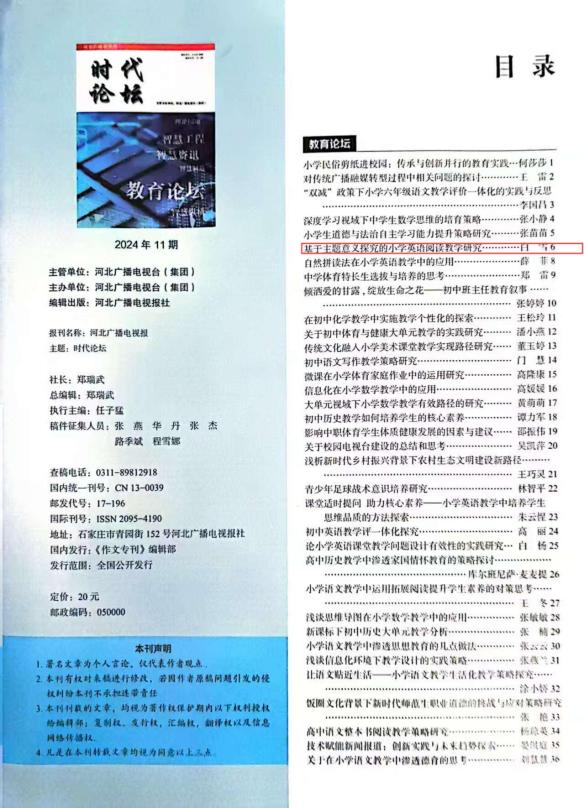 时代
论坛
智慧工程
智慧资讯
教育论坛
2024 年 11 期
主管单位：河北广播电视台（集团）
主办单位：河北广播电视台（集团）
编辑出版：河北广播电视报社
报刊名称：河北广播电视报
主题：时代论坛
社长：郑瑞武
总编辑：郑瑞武
执行主编：任子猛
稿件征集人员：张 燕 华 丹 张 杰
路季斌 程雪娜
查稿电话：0311-89812918
国内统一刊号：CN 13-0039
邮发代号：17-196
国际刊号：ISSN 2095-4190
地址：石家庄市青园街 152 号河北广播电视报社
国内发行：《作文专刊》编辑部
发行范围：全国公开发行
定价：20 元
邮政编码：050000
本刊声明
1. 署名文章为个人言论，仅代表作者观点。
2. 本刊有权对来稿进行修改，若因作者原稿问题引发的侵
权纠纷本刊不承担连带责任
3. 本刊刊载的文章，均视为著作权保护期内以下权利授权
给编辑部：复制权、发行权，汇编权，翻译权以及信息
网络传播权.
4. 凡是在本刊转载文章均视为同意以上三点.
目录
教育论坛
小学民俗剪纸进校园：传承与创新并行的教育实践…何莎莎 1
对传统广播融媒转型过程中相关问题的探讨………王 雷 2
“双减”政策下小学六年级语文教学评价一体化的实践与反思
………李国昌 3
深度学习视域下中学生数学思维的培育策略………张小静 4
小学生道德与法治自主学习能力提升策略研究………张苗苗 5
基于主题意义探究的小学英语阅读教学研究………白 雪 6
自然拼读法在小学英语教学中的应用………薛 菲 8
中学体育特长生选拔与培养的思考………郑 雷 9
倾洒爱的甘露，绽放生命之花——初中班主任教育叙事……
………张婷婷 10
在初中化学教学中实施教学个性化的探索………王松玲 11
关于初中体育与健康大单元教学的实践研究………潘小燕 12
传统文化融入小学美术课堂教学实现路径研究………董玉婷 13
初中语文写作教学策略研究………门 慧 14
微课在小学体育家庭作业中的运用研究………高隆康 15
信息化在小学数学教学中的应用………高媛媛 16
大单元视域下小学数学教学有效路径的研究………黄萌萌 17
初中历史教学如何培养学生的核心素养………谭力军 18
影响中职体育学生体质健康发展的因素与建议………邵振伟 19
关于校园电视台建设的总结和思考………吴凯萍 20
浅析新时代乡村振兴背景下农村生态文明建设新路径………
………王巧灵 21
青少年足球战术意识培养研究………林智平 22
课堂适时提问 助力核心素养——小学英语教学中培养学生
思维品质的方法探索………朱云惺 23
初中英语教学评一体化探究………高 丽 24
论小学英语课堂教学问题设计有效性的实践研究…白 杨 25
高中历史教学中渗透家国情怀教育的策略探讨………
………库尔班尼萨·麦麦提 26
小学语文教学中运用拓展阅读提升学生素养的对策思考……
………王 冬 27
浅谈思维导图在小学数学教学中的应用………张敏敏 28
新课标下初中历史大单元教学分析………张 楠 29
小学语文教学中渗透思想教育的几点做法………张云云 30
浅谈信息化环境下教学设计的实践策略………张燕兰 31
让语文贴近生活——小学语文教学生活化教学策略探究……
………涂小婷 32
饭圈文化背景下新时代师范生职业道德的挑战与应对策略研究
………张 艳 33
高中语文整本书阅读教学策略研究………杨琼英 34
技术赋能新闻报道：创新实践与未来趋势探索………35
关于在小学语文教学中渗透德育的思考………刘慧慧 36